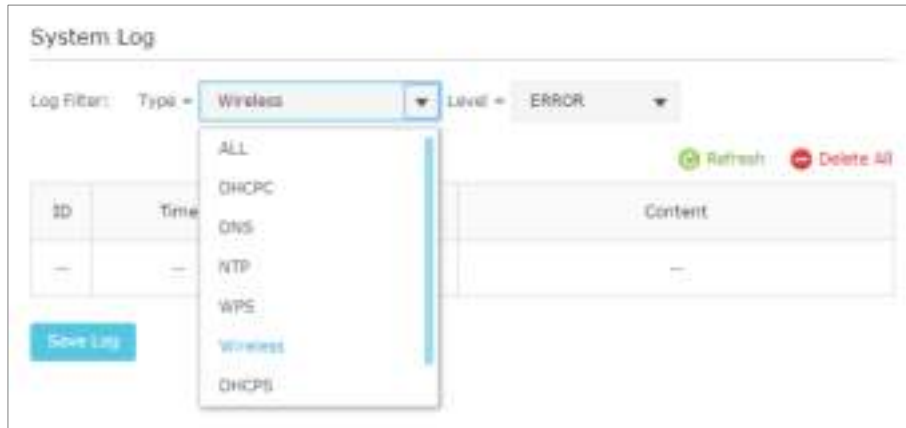 System Log
Log Filter: Type = Wireless Level = ERROR
ALL
Refresh Delete All
DHCPC
ID Time Content
DNS
--- --- NTP ---
WPS
Save Log
Wireless
DHCPS